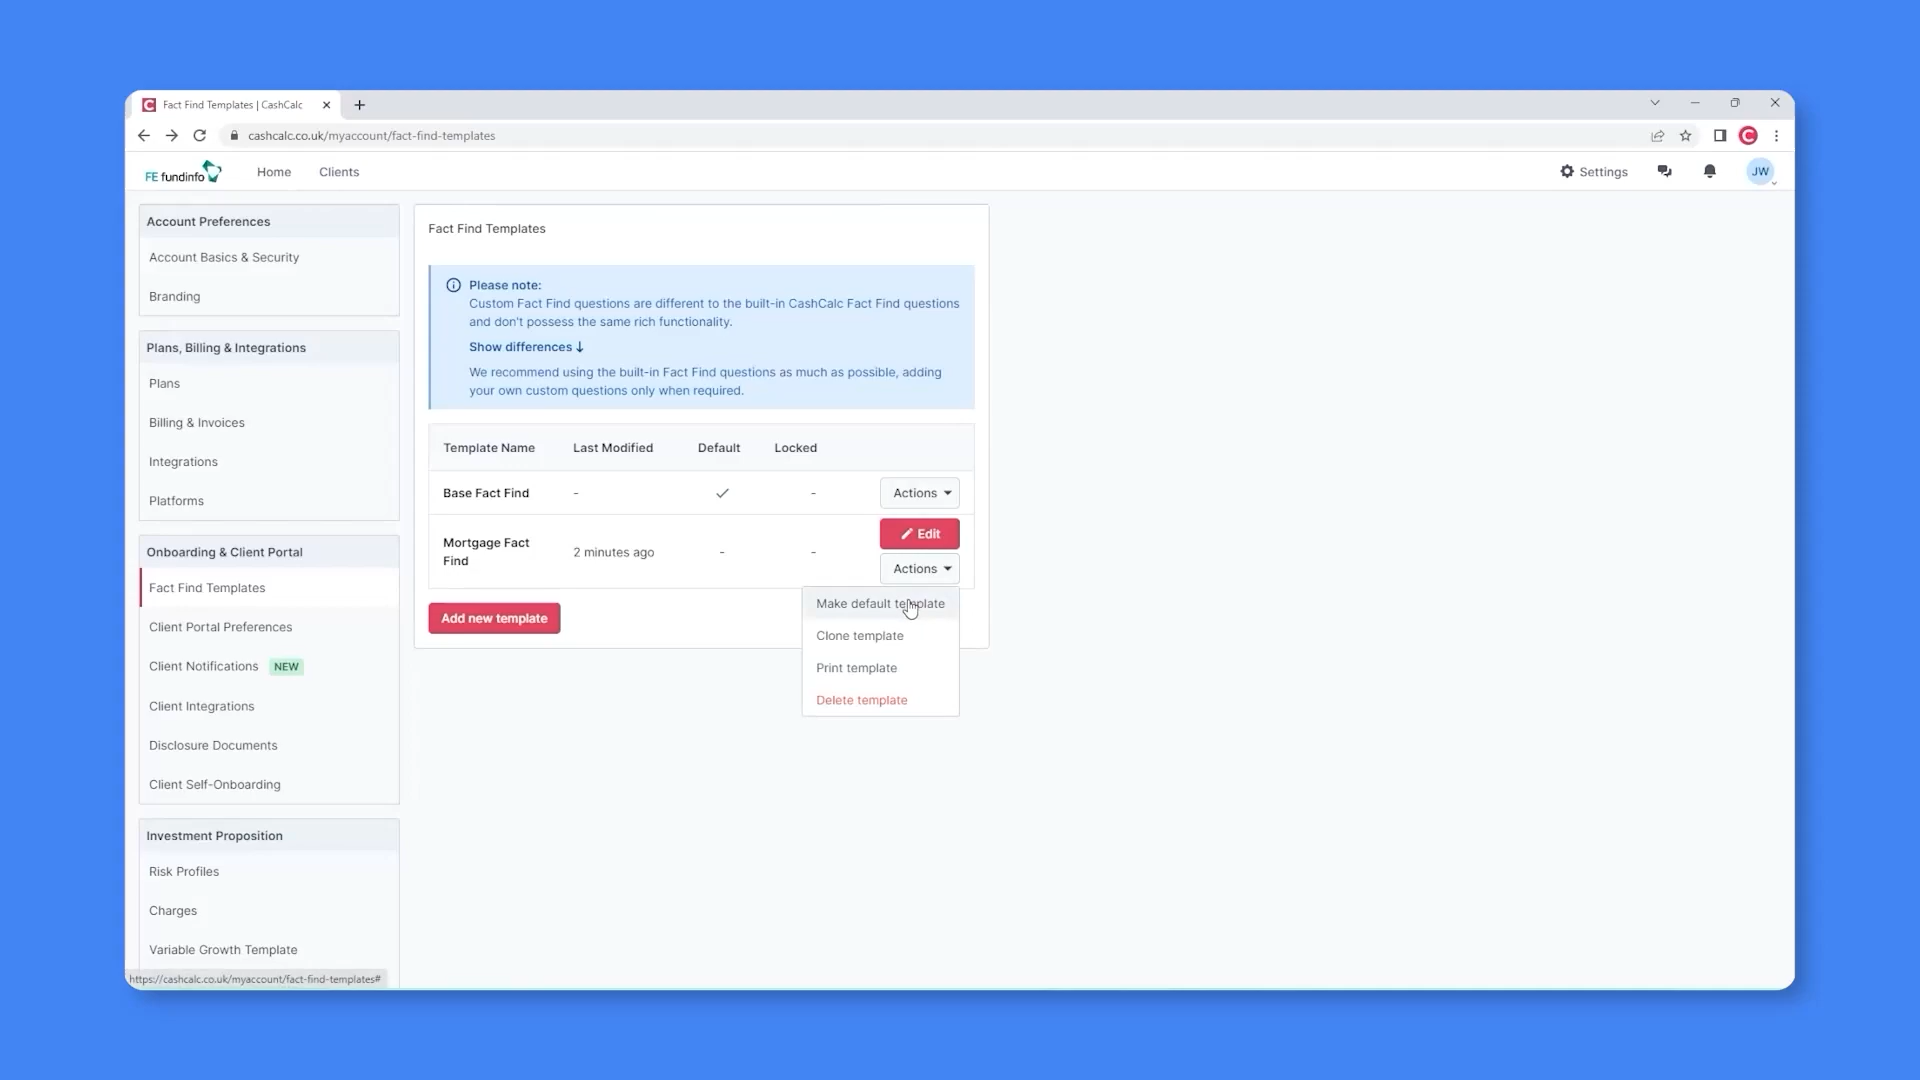 Fact Find Templates | CashCalc
cashcalc.co.uk/myaccount/fact-find-templates
FE fundinfo
Home
Clients
Settings
JW
Account Preferences
Account Basics & Security
Branding
Plans, Billing & Integrations
Plans
Billing & Invoices
Integrations
Platforms
Onboarding & Client Portal
Fact Find Templates
Client Portal Preferences
Client Notifications NEW
Client Integrations
Disclosure Documents
Client Self-Onboarding
Investment Proposition
Risk Profiles
Charges
Variable Growth Template
https://cashcalc.co.uk/myaccount/fact-find-templates#
Fact Find Templates
Please note:
Custom Fact Find questions are different to the built-in CashCalc Fact Find questions
and don't possess the same rich functionality.
Show differences ↓
We recommend using the built-in Fact Find questions as much as possible, adding
your own custom questions only when required.
Template Name Last Modified Default Locked
Base Fact Find - ✓ - Actions
Edit
Mortgage Fact
Find
2 minutes ago - -
Actions
Make default template
Clone template
Print template
Delete template
Add new template